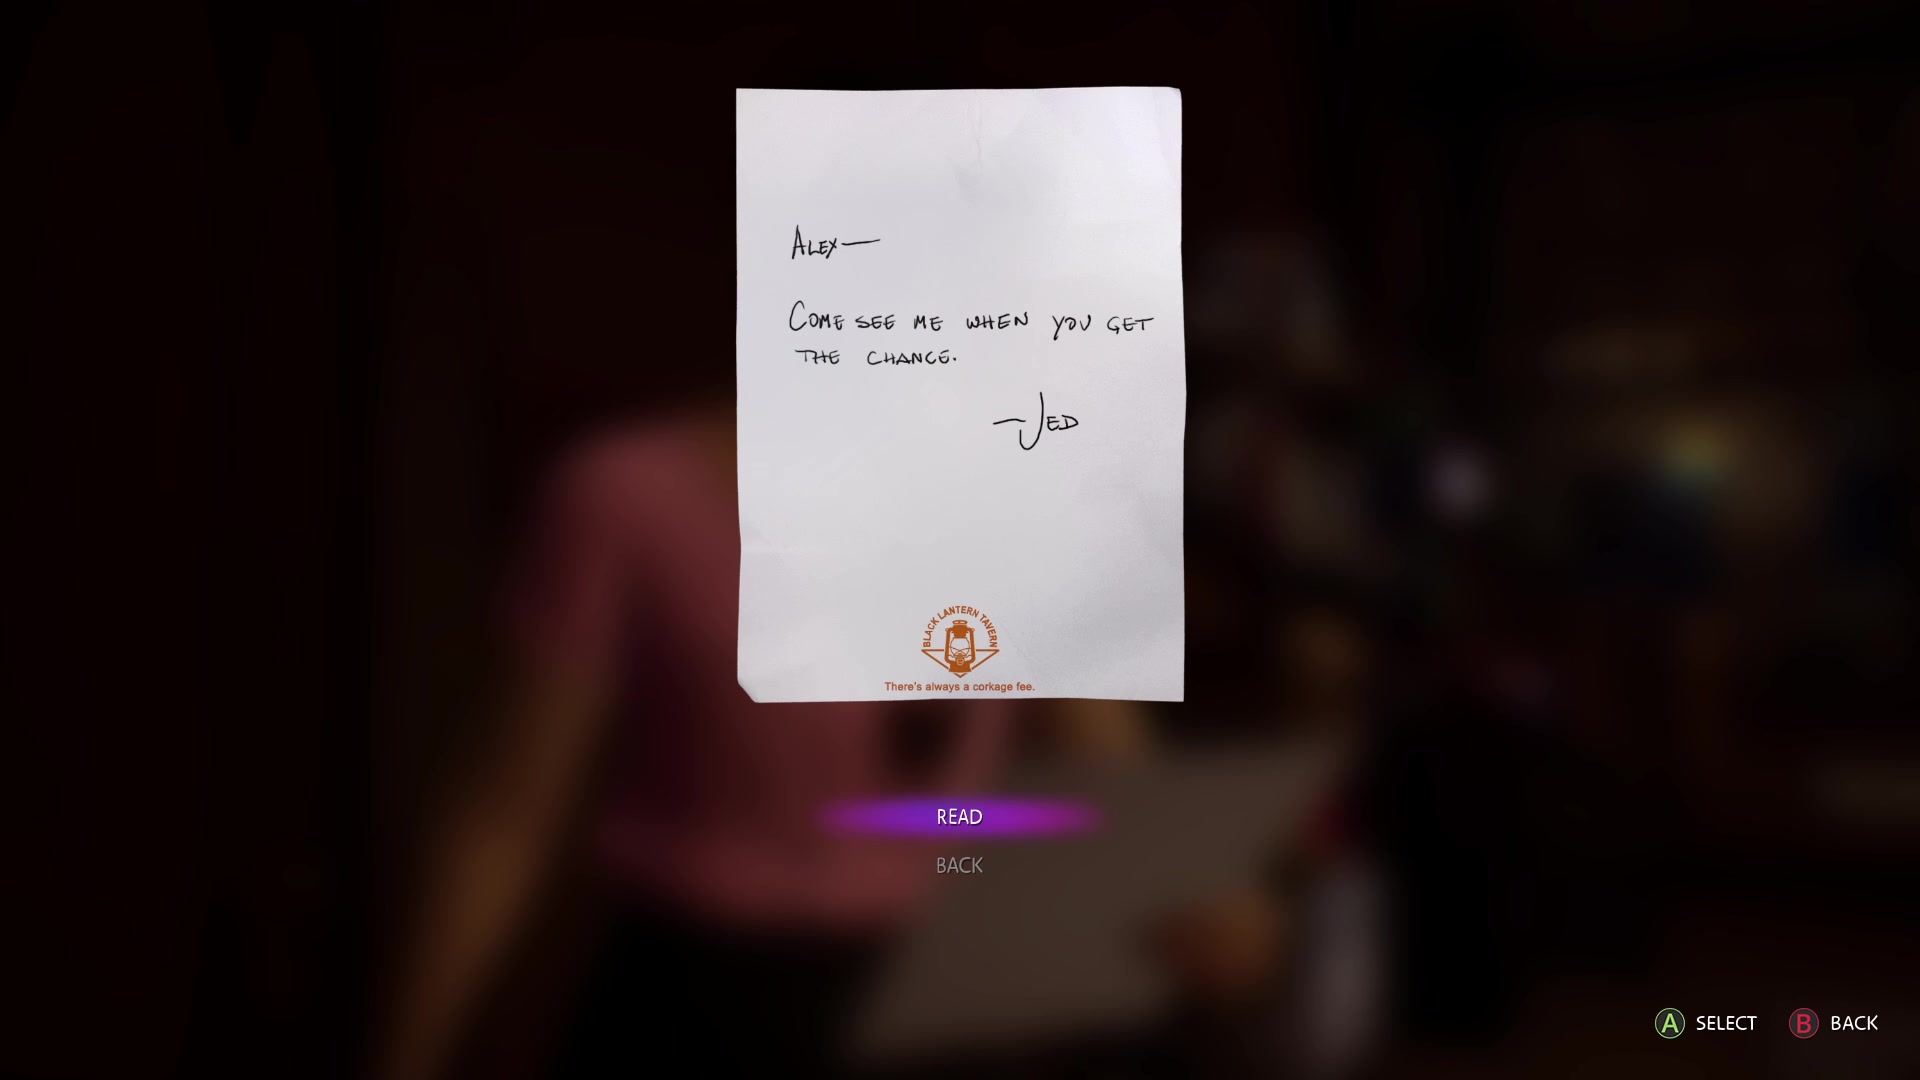 ALEX—
COME SEE ME WHEN YOU GET
THE CHANCE.
—JED
BLACK LANTERN TAVERN
There's always a corkage fee.
READ
BACK
A SELECT B BACK